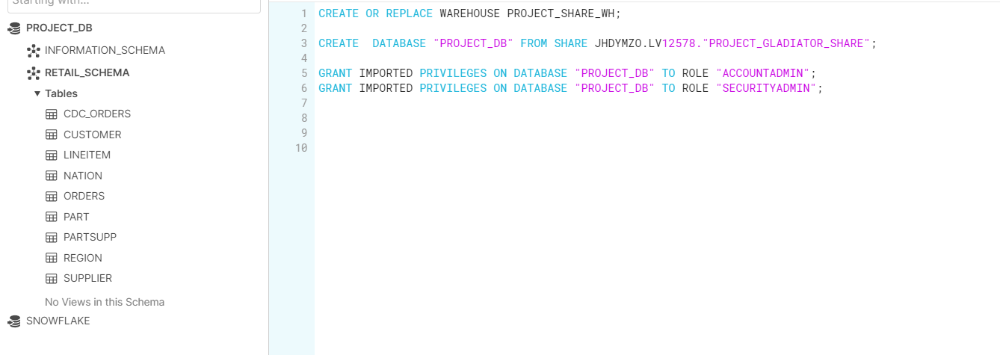 Starting with...
PROJECT_DB
INFORMATION_SCHEMA
RETAIL_SCHEMA
Tables
CDC_ORDERS
CUSTOMER
LINEITEM
NATION
ORDERS
PART
PARTSUPP
REGION
SUPPLIER
No Views in this Schema
SNOWFLAKE
1 CREATE OR REPLACE WAREHOUSE PROJECT_SHARE_WH;
2
3 CREATE  DATABASE "PROJECT_DB" FROM SHARE JHDYMZO.LV12578."PROJECT_GLADIATOR_SHARE";
4
5 GRANT IMPORTED PRIVILEGES ON DATABASE "PROJECT_DB" TO ROLE "ACCOUNTADMIN";
6 GRANT IMPORTED PRIVILEGES ON DATABASE "PROJECT_DB" TO ROLE "SECURITYADMIN";
7
8
9
10